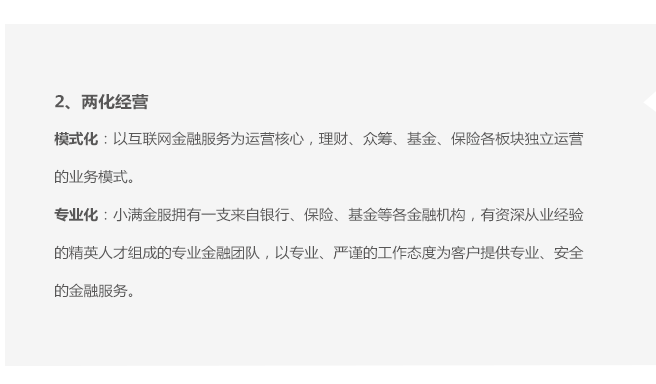 2、两化经营
模式化：以互联网金融服务为运营核心，理财、众筹、基金、保险各板块独立运营
的业务模式。
专业化：小满金服拥有一支来自银行、保险、基金等各金融机构，有资深从业经验
的精英人才组成的专业金融团队，以专业、严谨的工作态度为客户提供专业、安全
的金融服务。